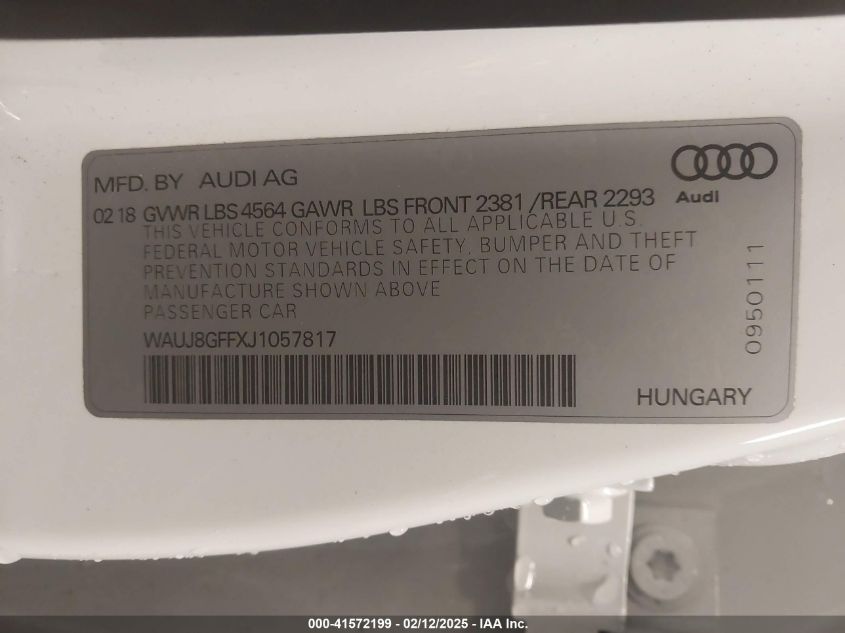 MFD. BY AUDI AG
Audi
02 18 GVWR LBS 4564 GAWR LBS FRONT 2381 /REAR 2293
THIS VEHICLE CONFORMS TO ALL APPLICABLE U.S.
FEDERAL MOTOR VEHICLE SAFETY, BUMPER AND THEFT
PREVENTION STANDARDS IN EFFECT ON THE DATE OF
MANUFACTURE SHOWN ABOVE
PASSENGER CAR
WAUJ8GFFXJ1057817
HUNGARY
0950111
000-41572199 - 02/12/2025 - IAA Inc.